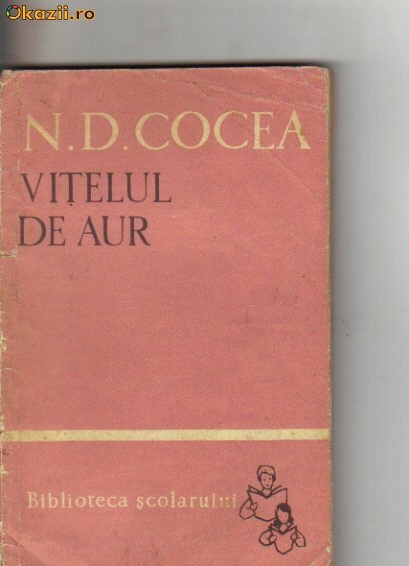 Okazii.ro
N.D.COCEA
VIȚELUL
DE AUR
Biblioteca școlarului